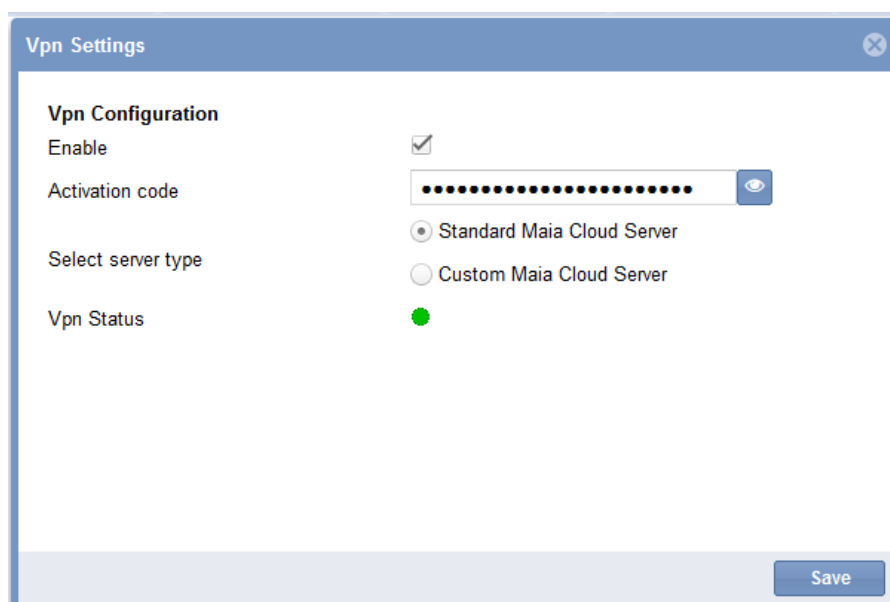 Vpn Settings
Vpn Configuration
Enable
Activation code
•••••••••••••••••••••••
Standard Maia Cloud Server
Select server type
Custom Maia Cloud Server
Vpn Status
Save